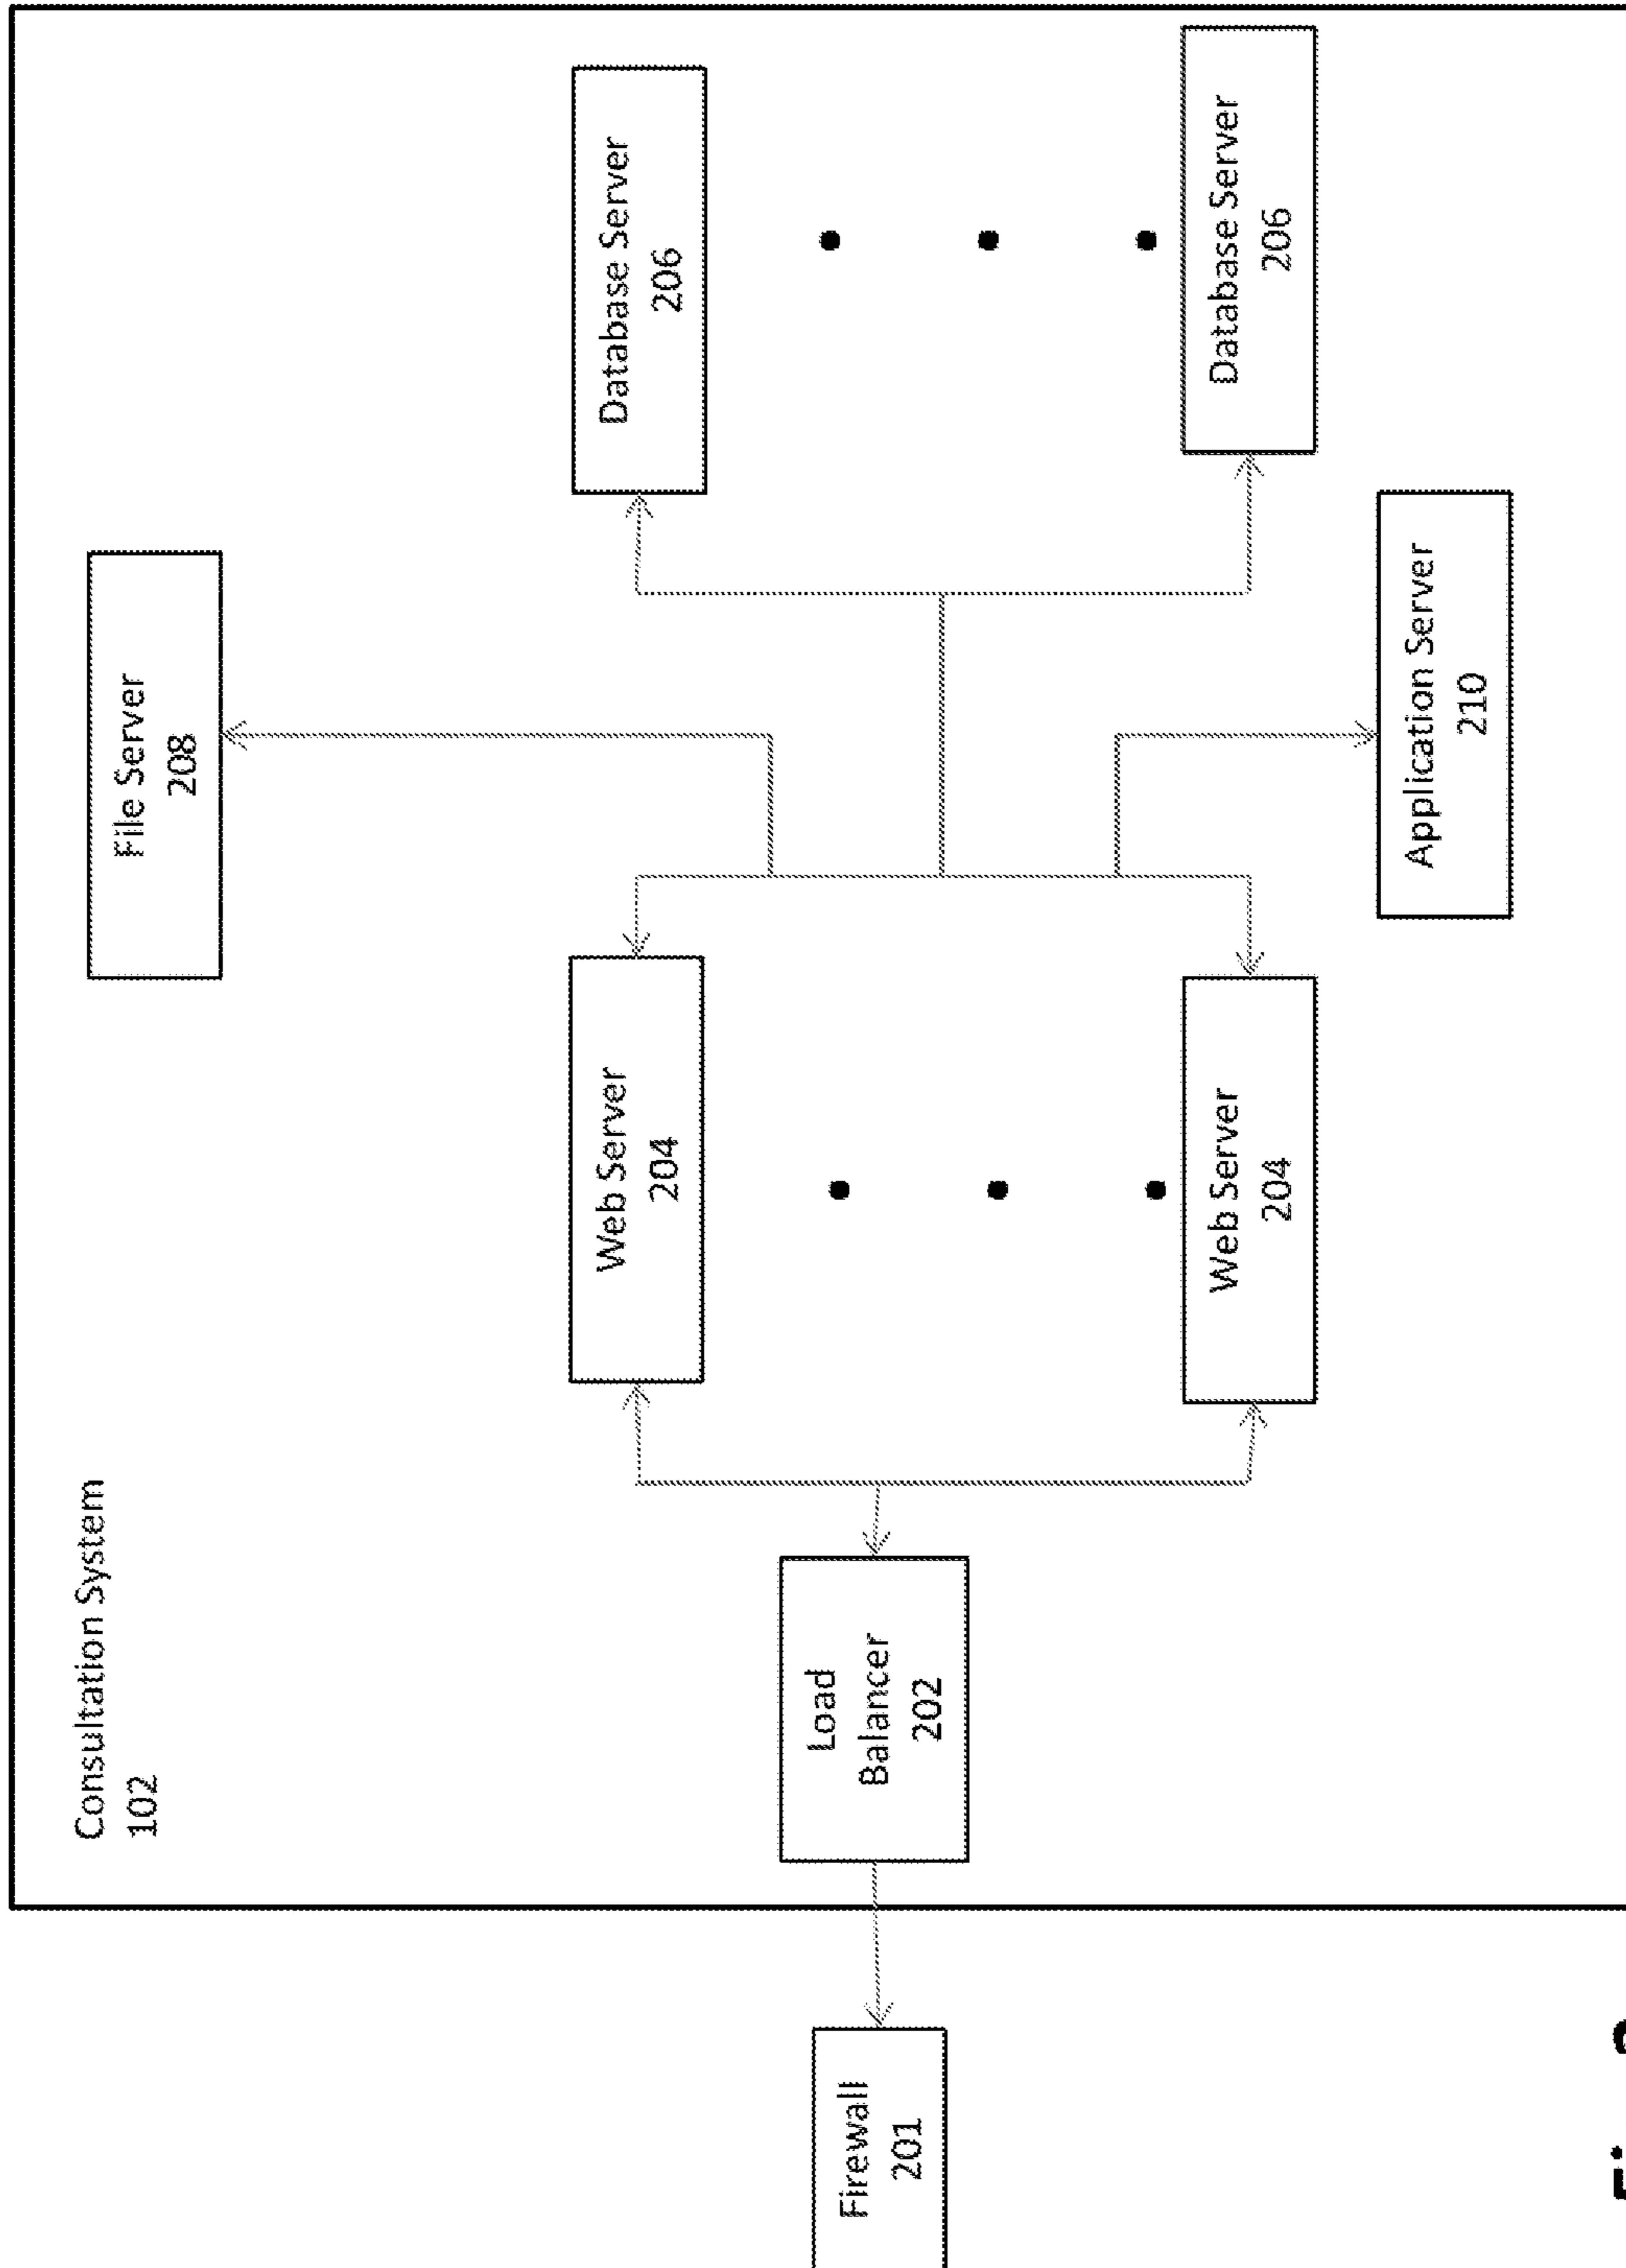 Consultation System
102
File Server
208
Database Server
206
Web Server
204
Load
Balancer
202
Firewall
201
Database Server
206
Web Server
204
Application Server
210